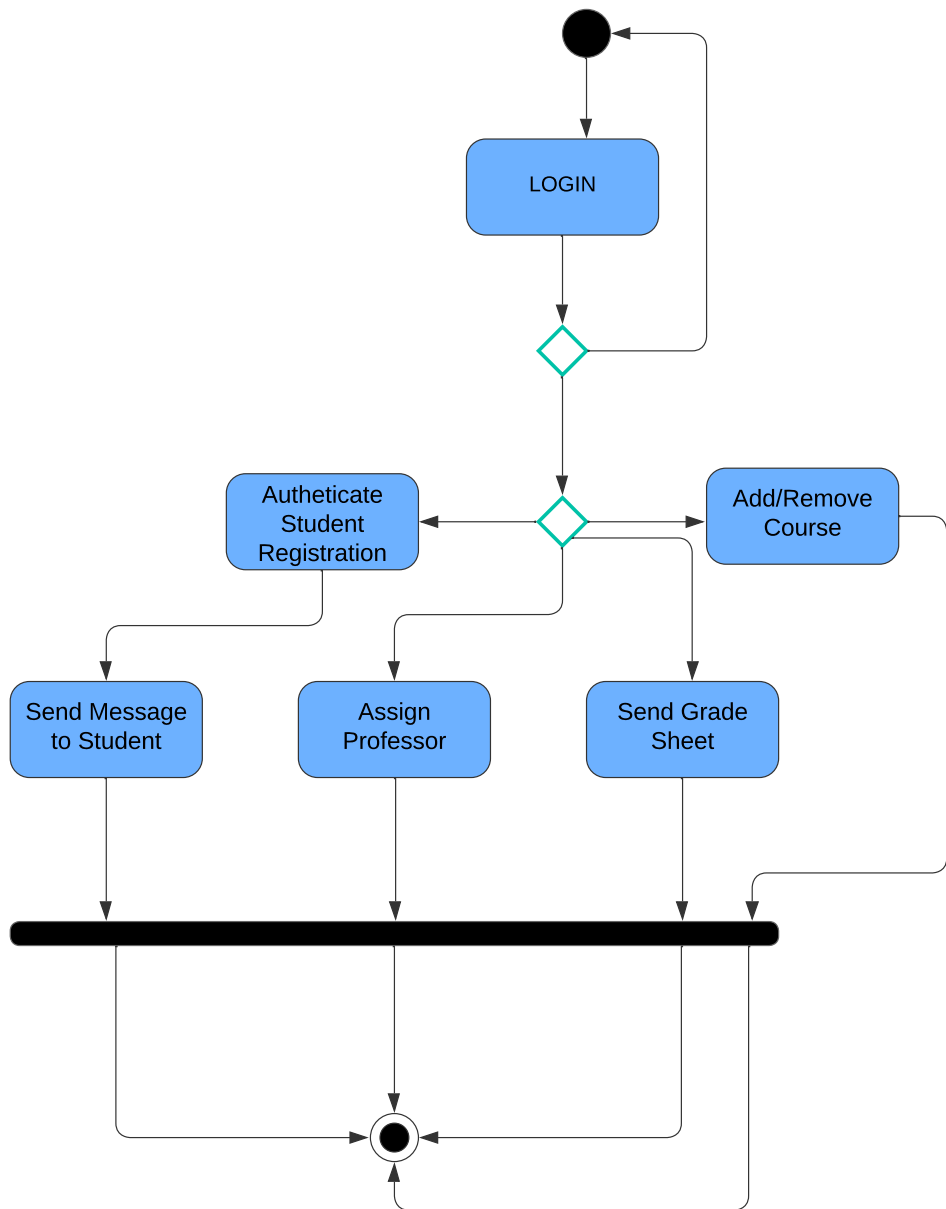 LOGIN
Autheticate
Student
Registration
Add/Remove
Course
Send Message
to Student
Assign
Professor
Send Grade
Sheet